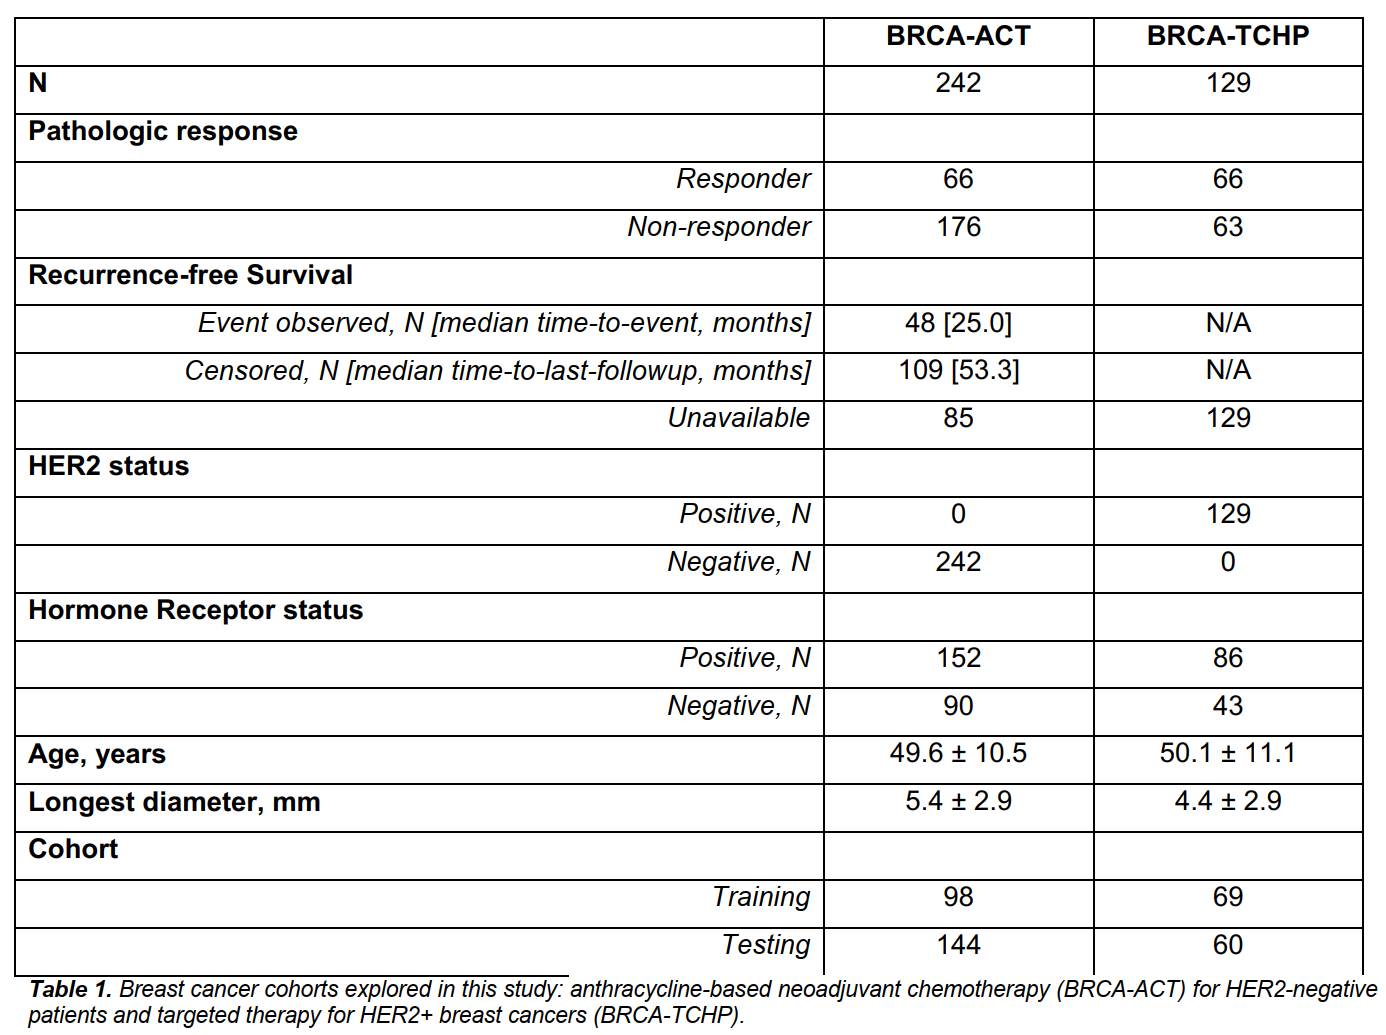 BRCA-ACT BRCA-TCHP
N 242 129
Pathologic response
Responder 66 66
Non-responder 176 63
Recurrence-free Survival
Event observed, N [median time-to-event, months] 48 [25.0] N/A
Censored, N [median time-to-last-followup, months] 109 [53.3] N/A
Unavailable 85 129
HER2 status
Positive, N 0 129
Negative, N 242 0
Hormone Receptor status
Positive, N 152 86
Negative, N 90 43
Age, years 49.6 ± 10.5 50.1 ± 11.1
Longest diameter, mm 5.4 ± 2.9 4.4 ± 2.9
Cohort
Training 98 69
Testing 144 60
Table 1. Breast cancer cohorts explored in this study: anthracycline-based neoadjuvant chemotherapy (BRCA-ACT) for HER2-negative
patients and targeted therapy for HER2+ breast cancers (BRCA-TCHP).